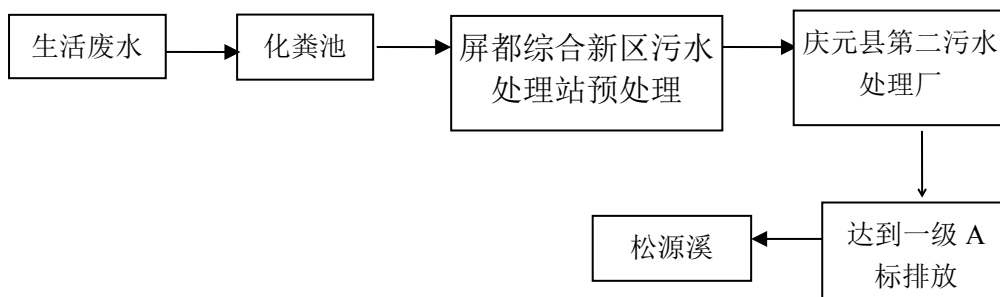 生活废水
化粪池
屏都综合新区污水
处理站预处理
庆元县第二污水
处理厂
达到一级 A
标排放
松源溪